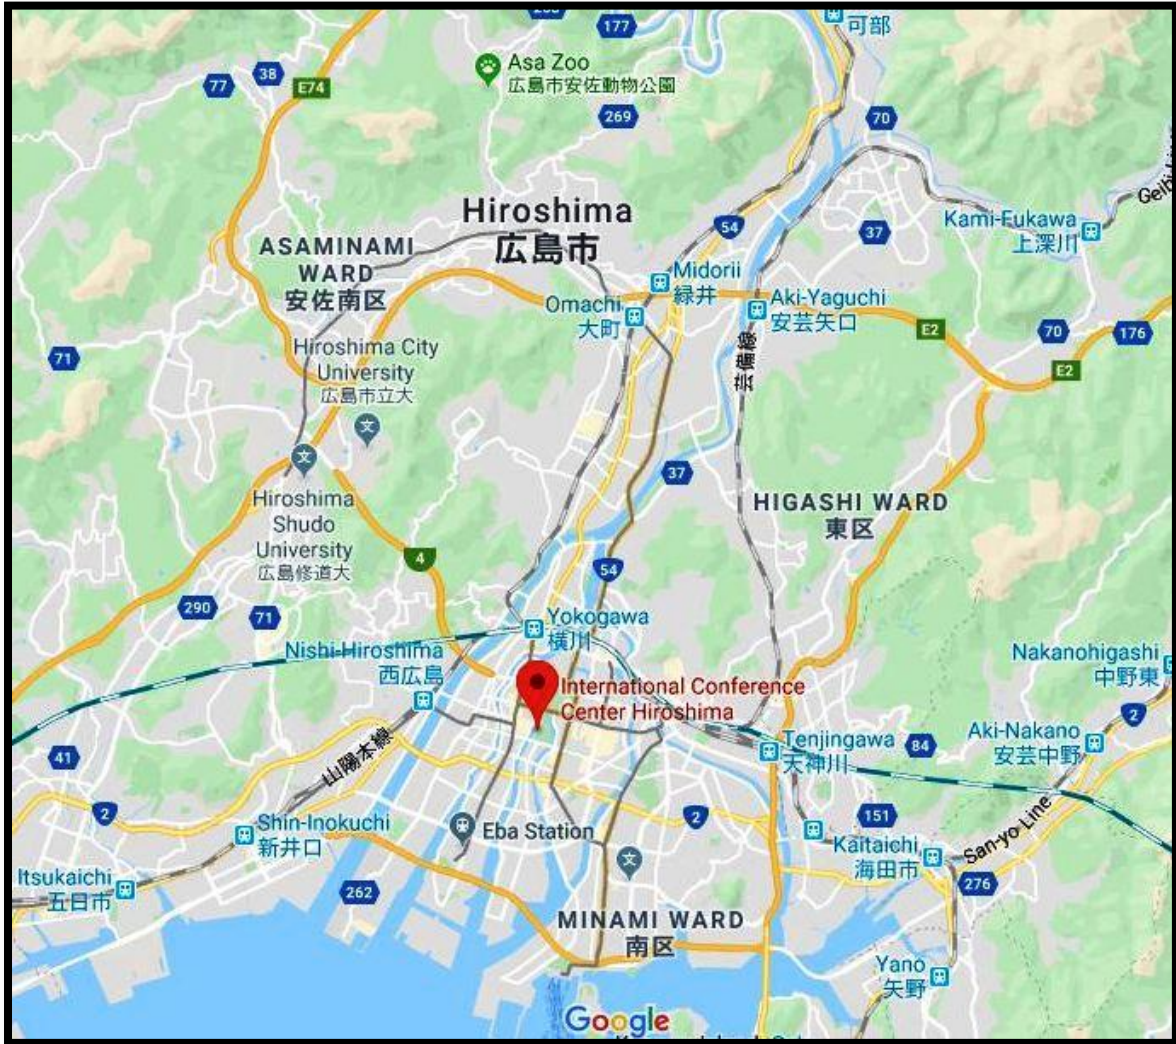 177
可部
Asa Zoo
広島市安佐動物公園
38
77
E74
269
70
Hiroshima
広島市
54
37
Kami-Fukawa
上深川
ASAMINAMI
WARD
安佐南区
Midorii
緑井
Omachi
大町
Aki-Yaguchi
安芸矢口
E2
70
176
E2
71
Hiroshima City
University
広島市立大
芸備線
37
HIGASHI WARD
東区
Hiroshima
Shudo
University
広島修道大
4
54
290
71
Yokogawa
横川
Nishi-Hiroshima
西広島
Nakanohigashi
中野東
International Conference
Center Hiroshima
2
41
山陽本線
Tenjingawa
天神川
84
Aki-Nakano
安芸中野
2
Shin-Inokuchi
新井口
Eba Station
2
151
Kaitaichi
海田市
San-yo Line
Itsukaichi
五日市
262
文
276
MINAMI WARD
南区
Yano
矢野
Google